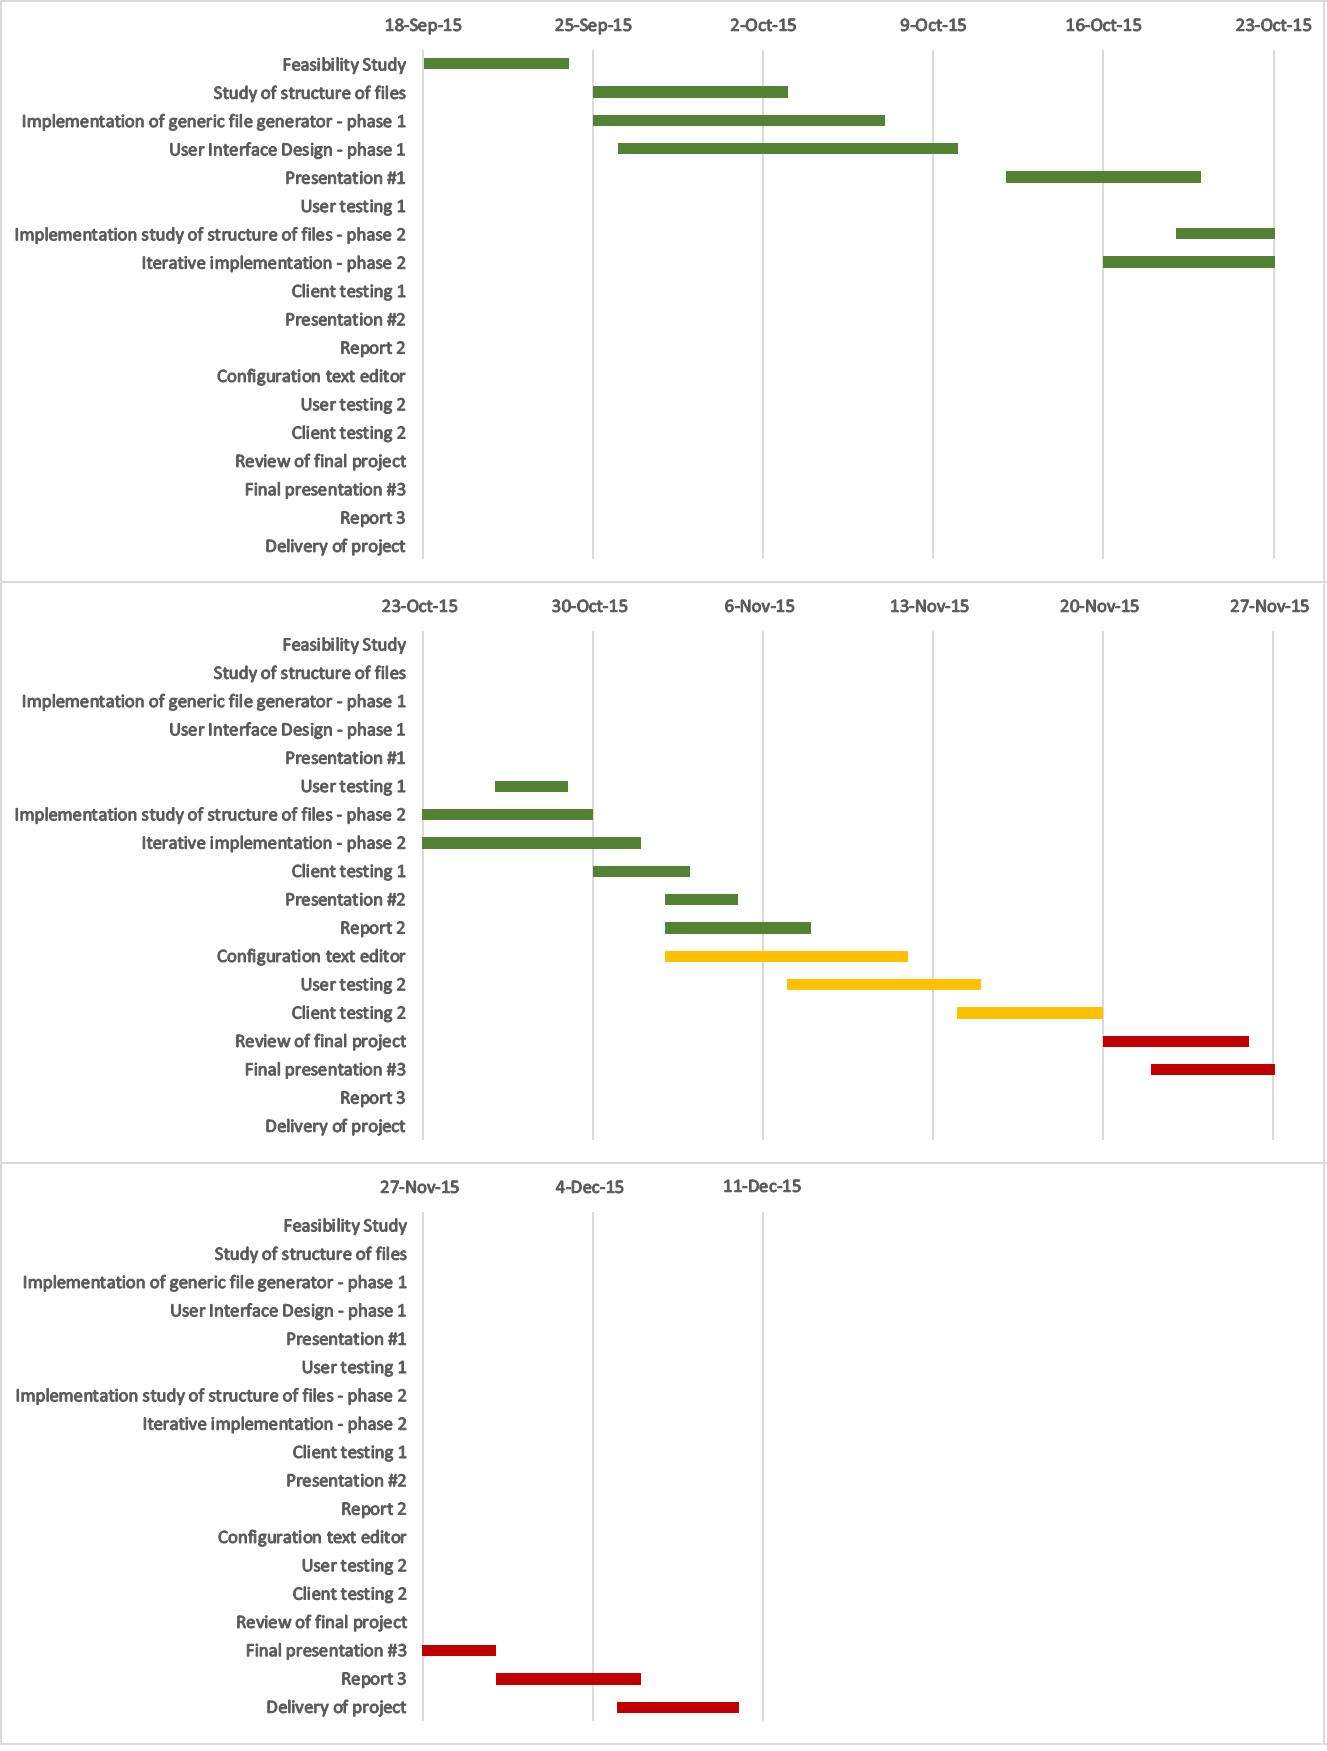 18-Sep-15 25-Sep-15 2-Oct-15 9-Oct-15 16-Oct-15 23-Oct-15
Feasibility Study
Study of structure of files
Implementation of generic file generator - phase 1
User Interface Design - phase 1
Presentation #1
User testing 1
Implementation study of structure of files - phase 2
Iterative implementation - phase 2
Client testing 1
Presentation #2
Report 2
Configuration text editor
User testing 2
Client testing 2
Review of final project
Final presentation #3
Report 3
Delivery of project
23-Oct-15 30-Oct-15 6-Nov-15 13-Nov-15 20-Nov-15 27-Nov-15
Feasibility Study
Study of structure of files
Implementation of generic file generator - phase 1
User Interface Design - phase 1
Presentation #1
User testing 1
Implementation study of structure of files - phase 2
Iterative implementation - phase 2
Client testing 1
Presentation #2
Report 2
Configuration text editor
User testing 2
Client testing 2
Review of final project
Final presentation #3
Report 3
Delivery of project
27-Nov-15 4-Dec-15 11-Dec-15
Feasibility Study
Study of structure of files
Implementation of generic file generator - phase 1
User Interface Design - phase 1
Presentation #1
User testing 1
Implementation study of structure of files - phase 2
Iterative implementation - phase 2
Client testing 1
Presentation #2
Report 2
Configuration text editor
User testing 2
Client testing 2
Review of final project
Final presentation #3
Report 3
Delivery of project